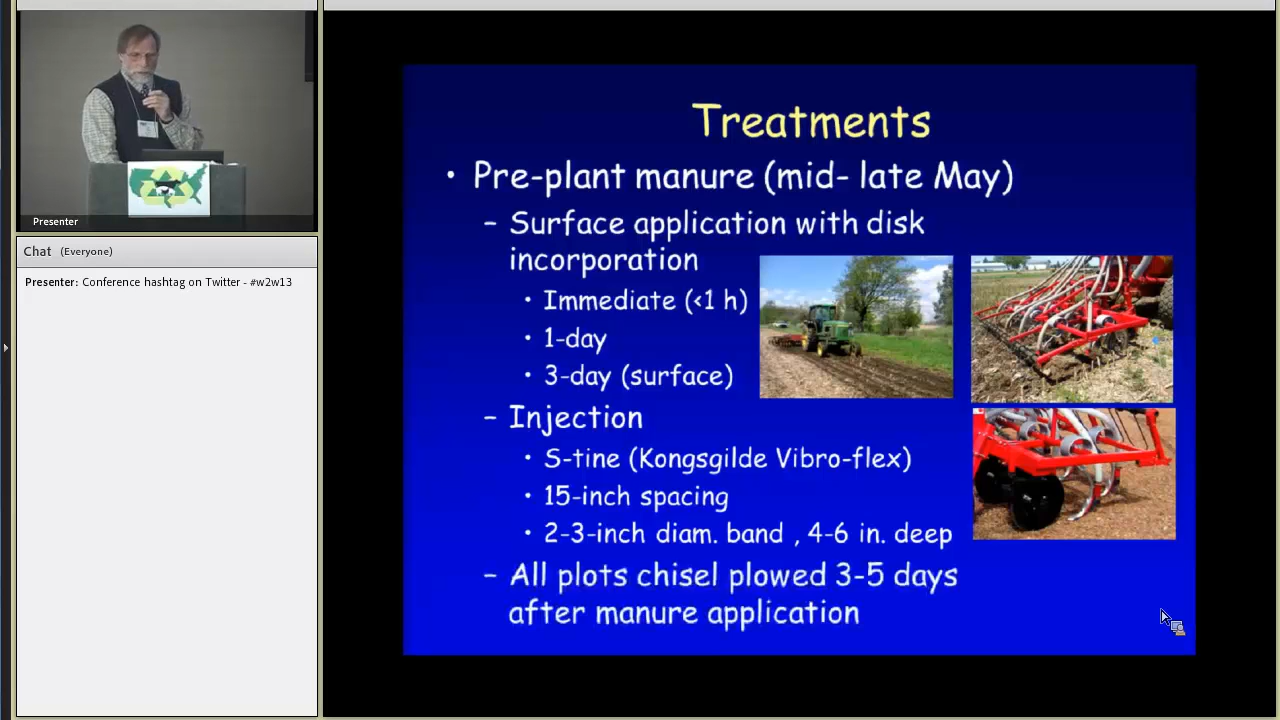 Presenter
Chat (Everyone)
Presenter: Conference hashtag on Twitter - #w2w13
Treatments
• Pre-plant manure (mid- late May)
– Surface application with disk
incorporation
• Immediate (<1 h)
• 1-day
• 3-day (surface)
– Injection
• S-tine (Kongsgilde Vibro-flex)
• 15-inch spacing
• 2-3-inch diam. band , 4-6 in. deep
– All plots chisel plowed 3-5 days
after manure application